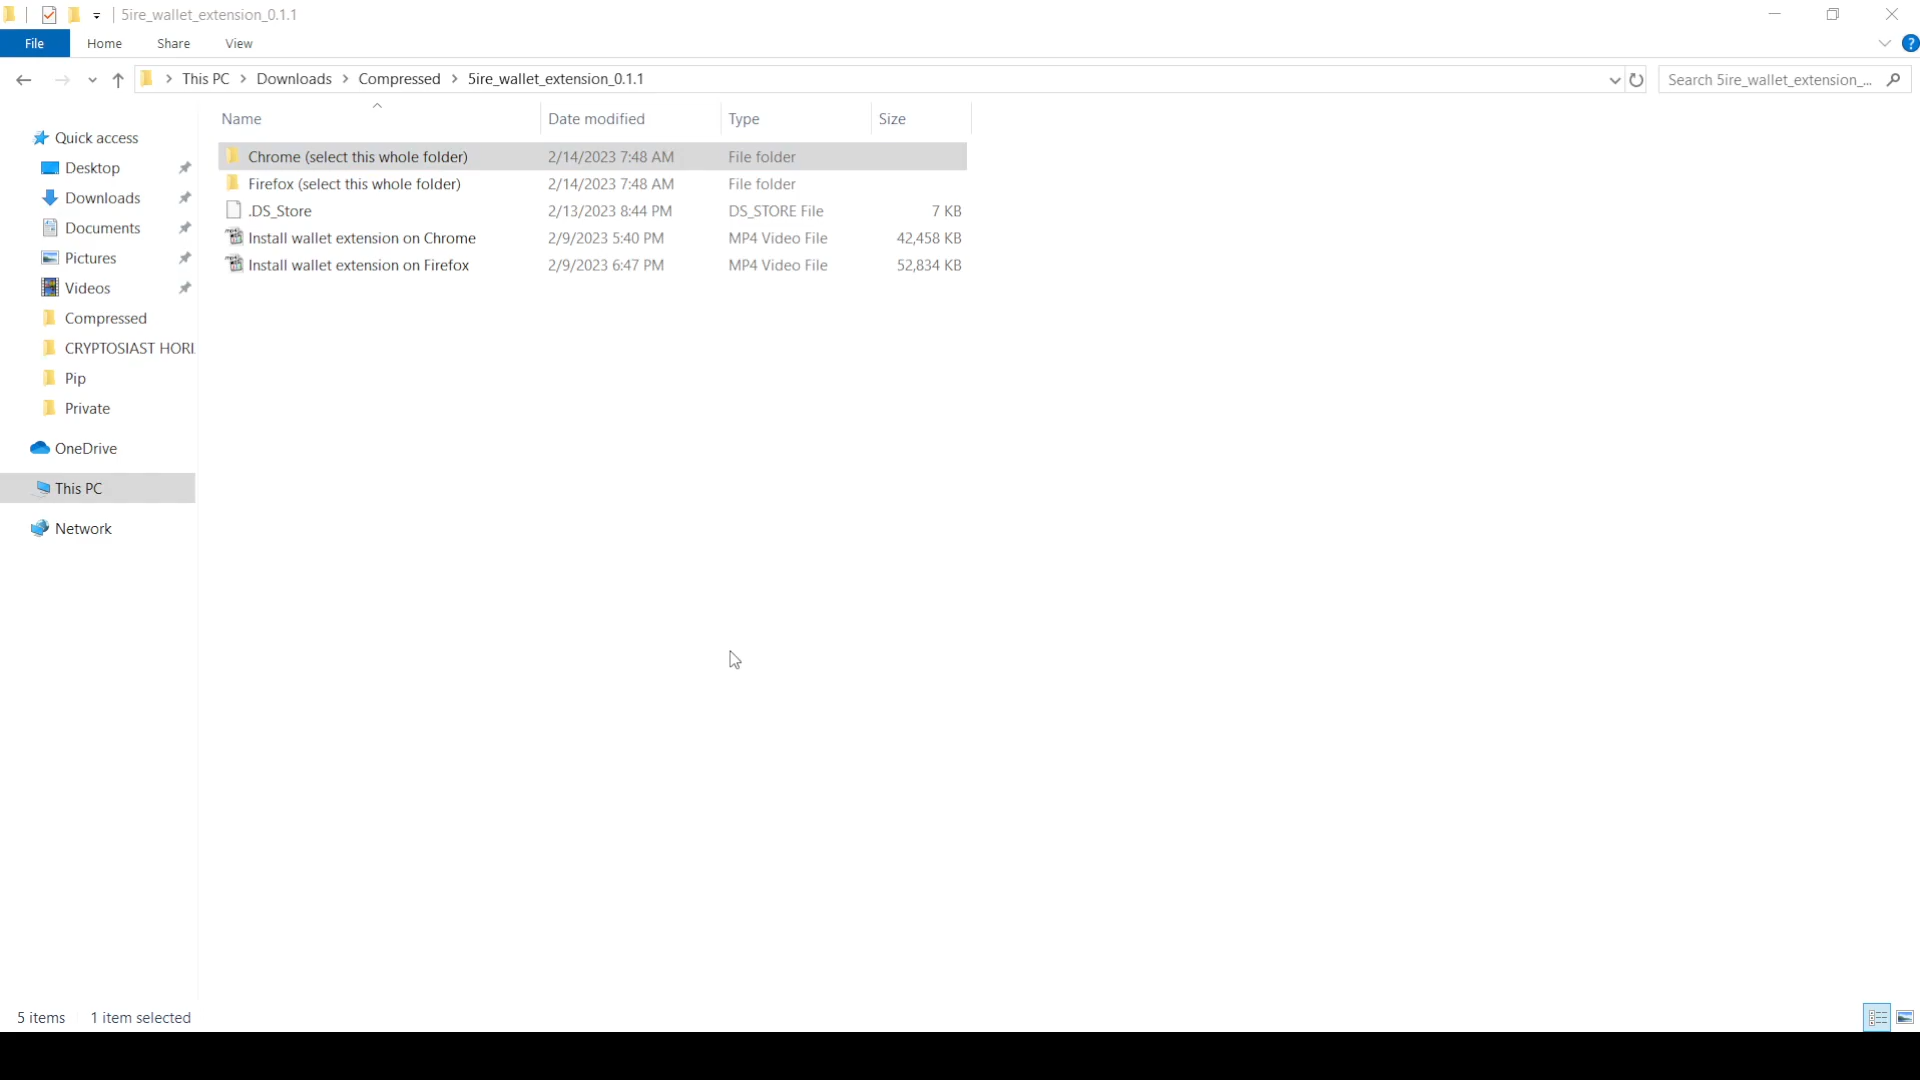 5ire_wallet_extension_0.1.1
File Home Share View
This PC > Downloads > Compressed > 5ire_wallet_extension_0.1.1
Search 5ire_wallet_extension_...
Name Date modified Type Size
Quick access
Desktop
Downloads
Documents
Pictures
Videos
Compressed
CRYPTOSIAST HORI
Pip
Private
OneDrive
This PC
Network
Chrome (select this whole folder) 2/14/2023 7:48 AM File folder
Firefox (select this whole folder) 2/14/2023 7:48 AM File folder
.DS_Store 2/13/2023 8:44 PM DS_STORE File 7 KB
Install wallet extension on Chrome 2/9/2023 5:40 PM MP4 Video File 42,458 KB
Install wallet extension on Firefox 2/9/2023 6:47 PM MP4 Video File 52,834 KB
5 items 1 item selected